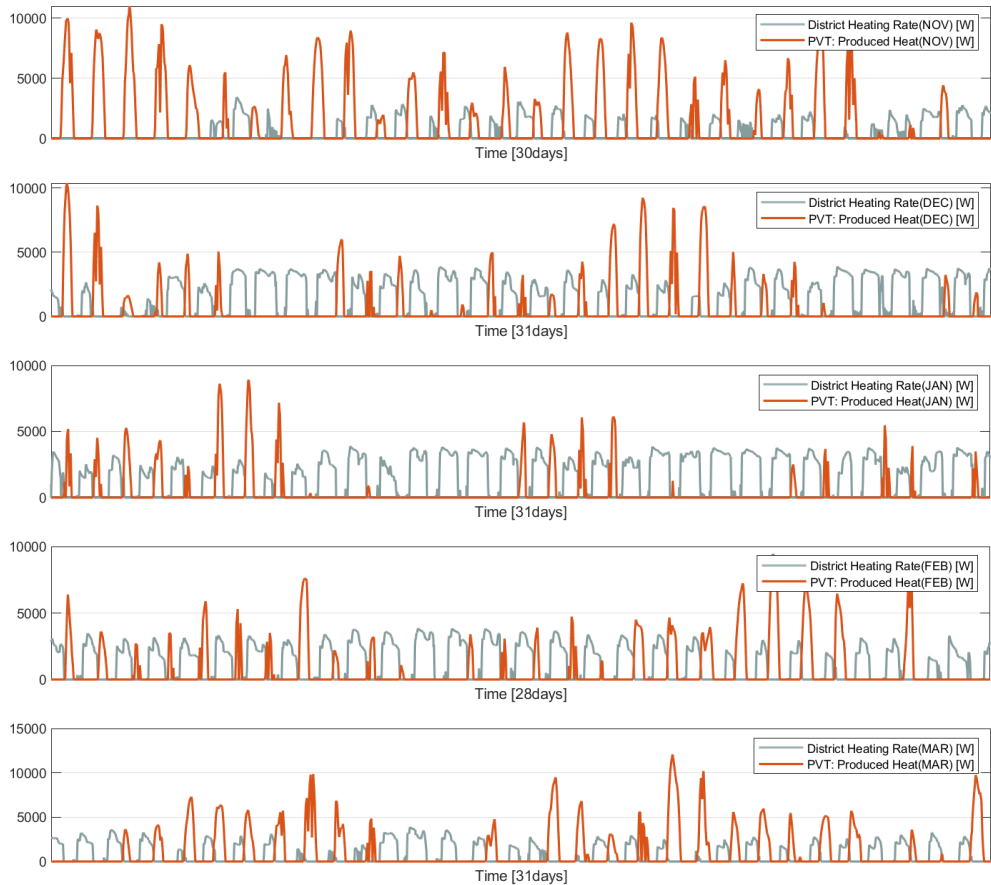 10000
5000
0
District Heating Rate(NOV) [W]
PVT: Produced Heat(NOV) [W]
Time [30days]
10000
5000
0
District Heating Rate(DEC) [W]
PVT: Produced Heat(DEC) [W]
Time [31days]
10000
5000
0
District Heating Rate(JAN) [W]
PVT: Produced Heat(JAN) [W]
Time [31days]
10000
5000
0
District Heating Rate(FEB) [W]
PVT: Produced Heat(FEB) [W]
Time [28days]
15000
10000
5000
0
District Heating Rate(MAR) [W]
PVT: Produced Heat(MAR) [W]
Time [31days]